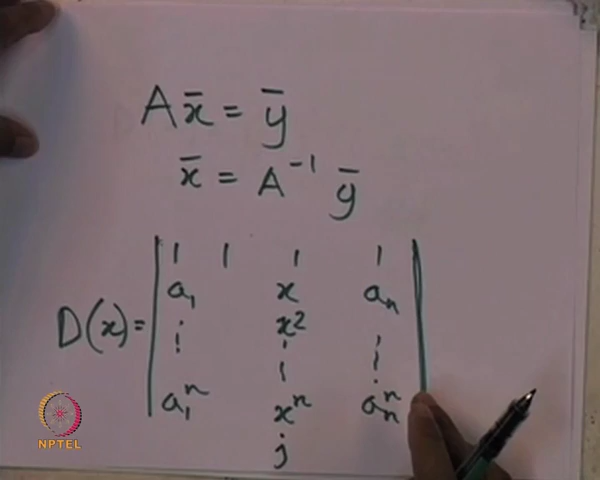 Ax̄ = ȳ
x̄ = A⁻¹ ȳ
D(x) = | 1 1 1 1 |
| a₁ x aₙ |
| ⋮ x² ⋮ |
| ⋮ ⋮ ⋮ |
| a₁ⁿ xⁿ aₙⁿ |
j
NPTEL